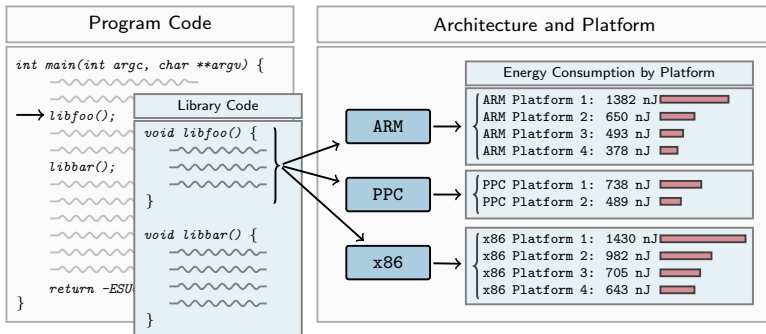 Program Code
int main(int argc, char **argv) {
libfoo();
libbar();
return
}
Library Code
void libfoo() {
}
void libbar() {
}
Architecture and Platform
ARM
PPC
x86
Energy Consumption by Platform
ARM Platform 1: 1382 nJ
ARM Platform 2: 650 nJ
ARM Platform 3: 493 nJ
ARM Platform 4: 378 nJ
PPC Platform 1: 738 nJ
PPC Platform 2: 489 nJ
x86 Platform 1: 1430 nJ
x86 Platform 2: 982 nJ
x86 Platform 3: 705 nJ
x86 Platform 4: 643 nJ